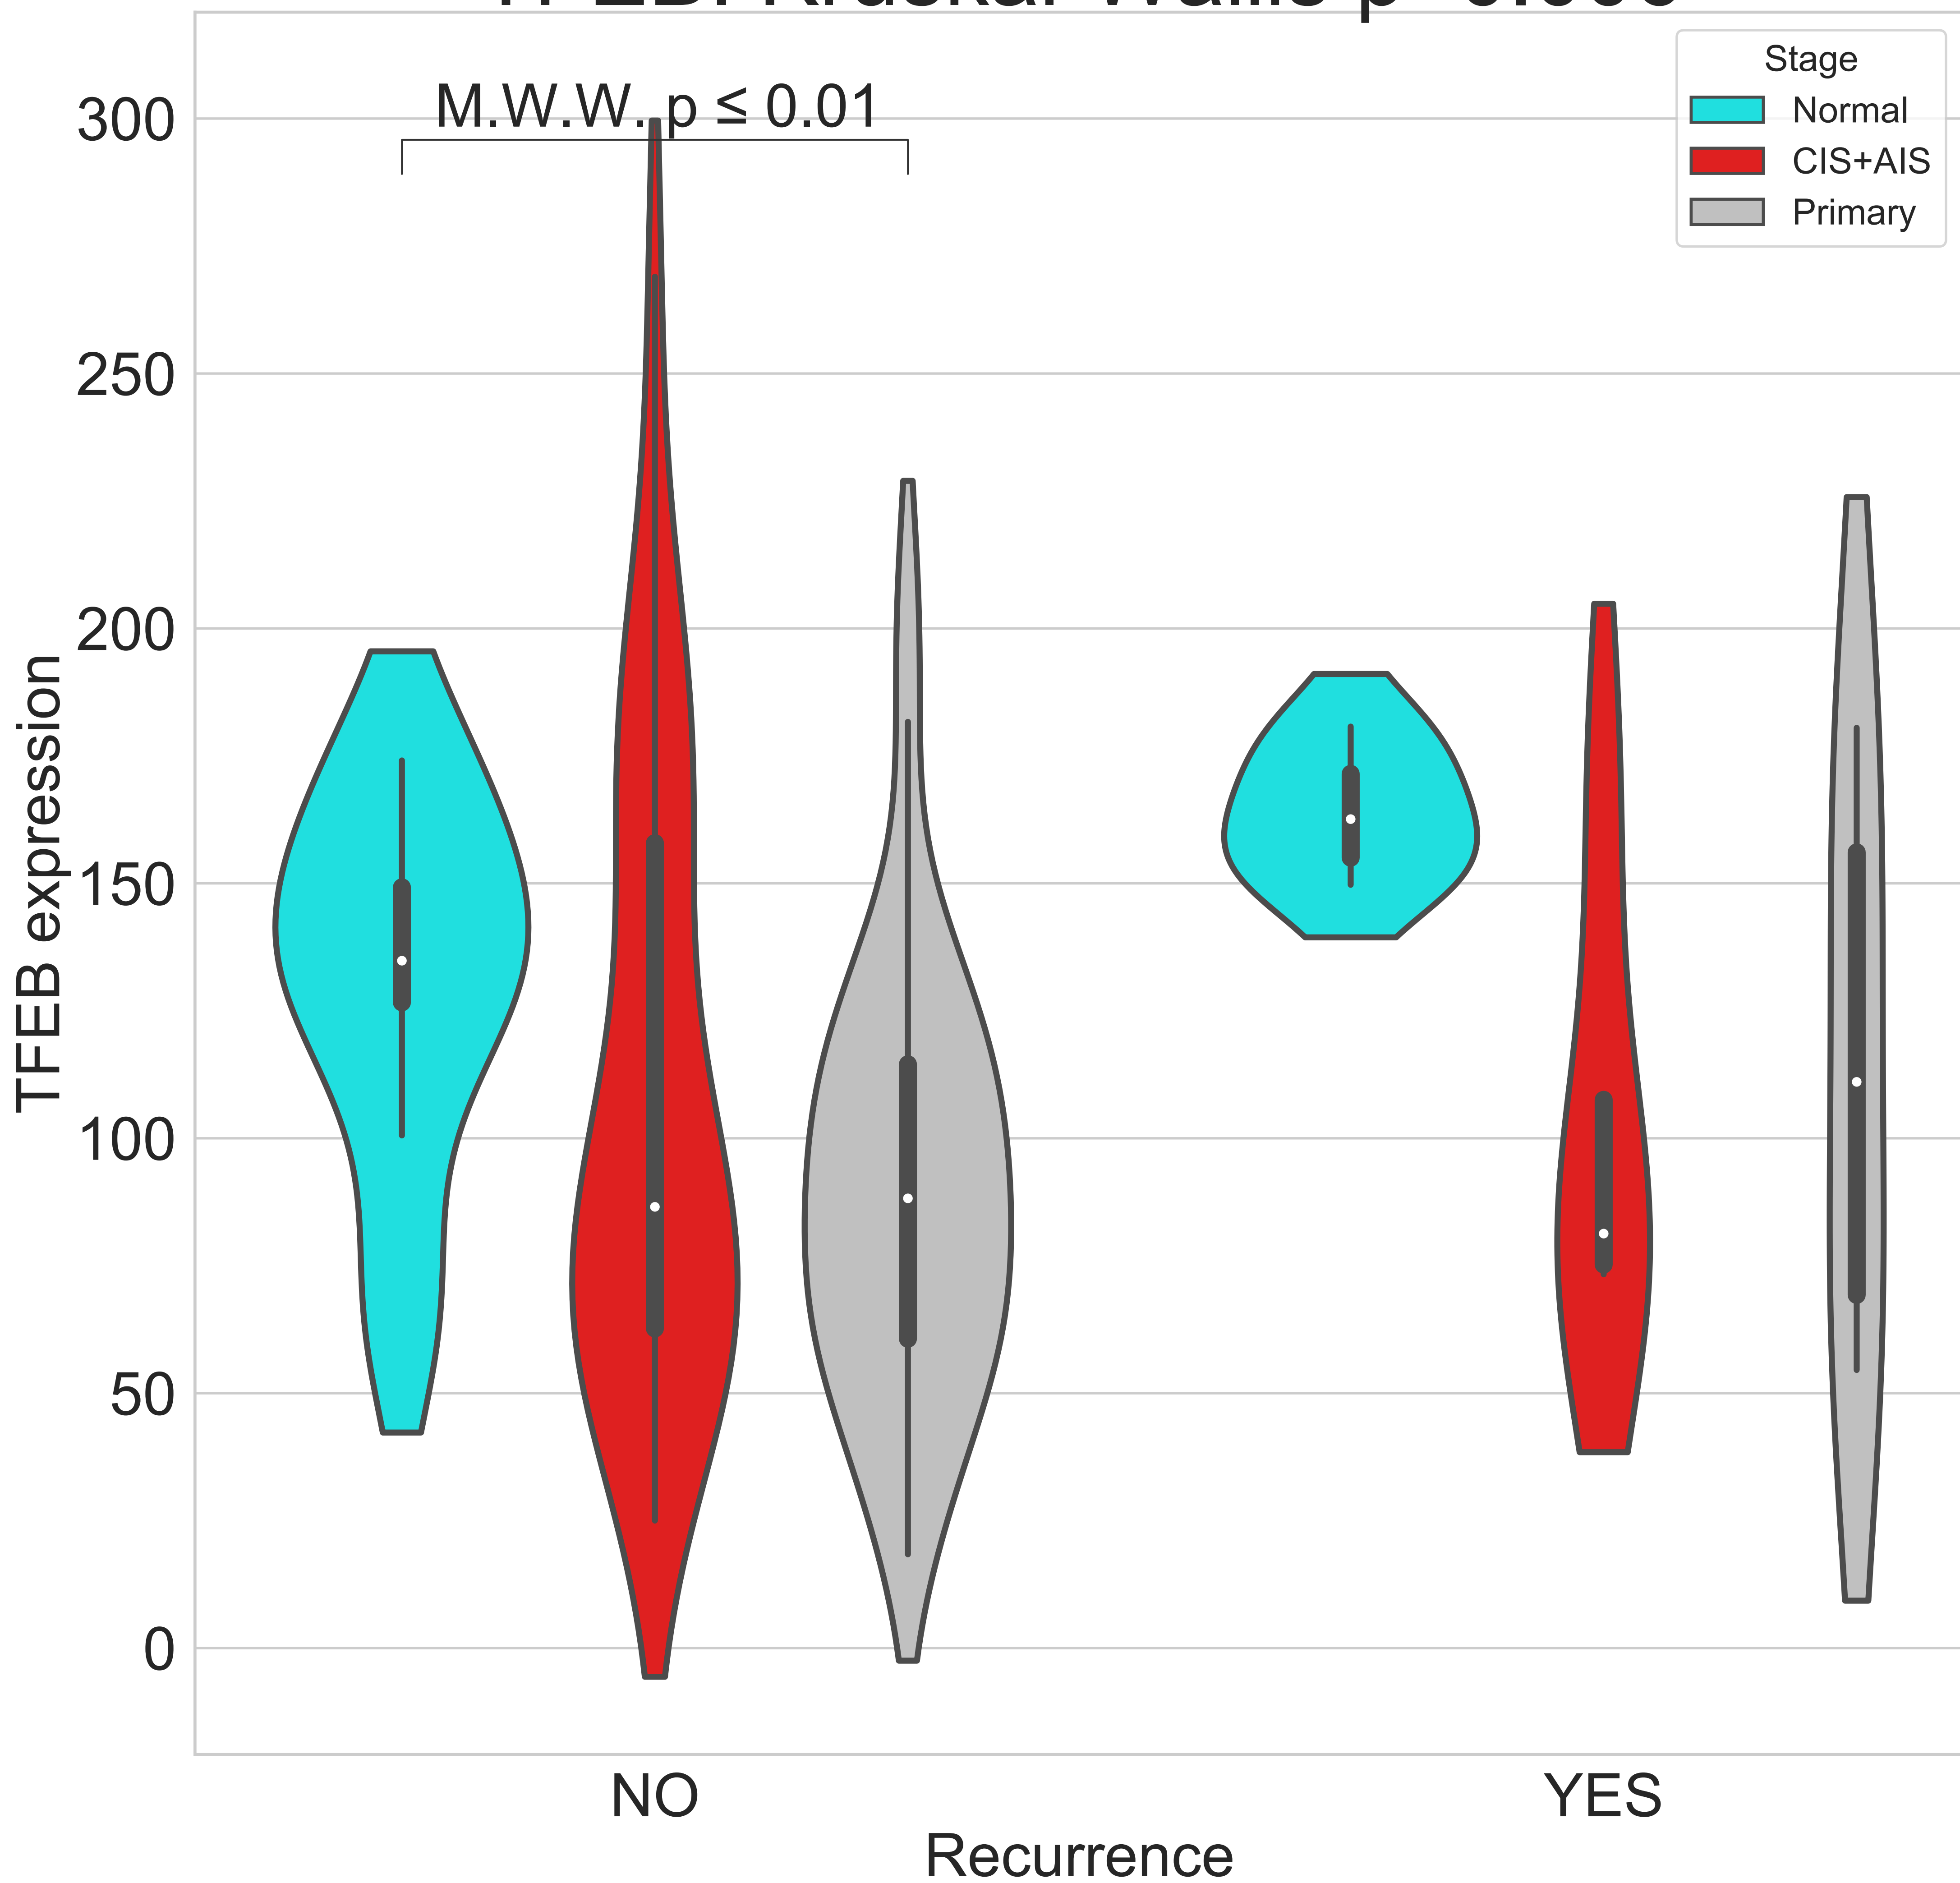 M.W.W. p ≤ 0.01
Stage
Normal
CIS+AIS
Primary
300
250
200
150
100
50
0
TFEB expression
NO
YES
Recurrence